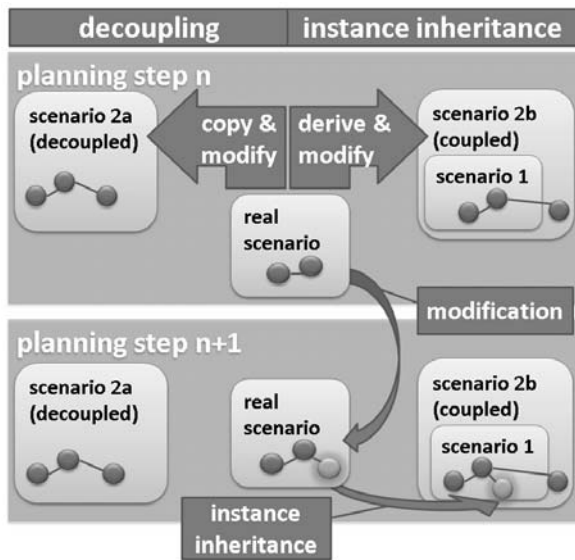 decoupling
instance inheritance
planning step n
scenario 2a
(decoupled)
copy &
modify
derive &
modify
scenario 2b
(coupled)
scenario 1
real
scenario
modification
planning step n+1
scenario 2a
(decoupled)
real
scenario
scenario 2b
(coupled)
scenario 1
instance
inheritance